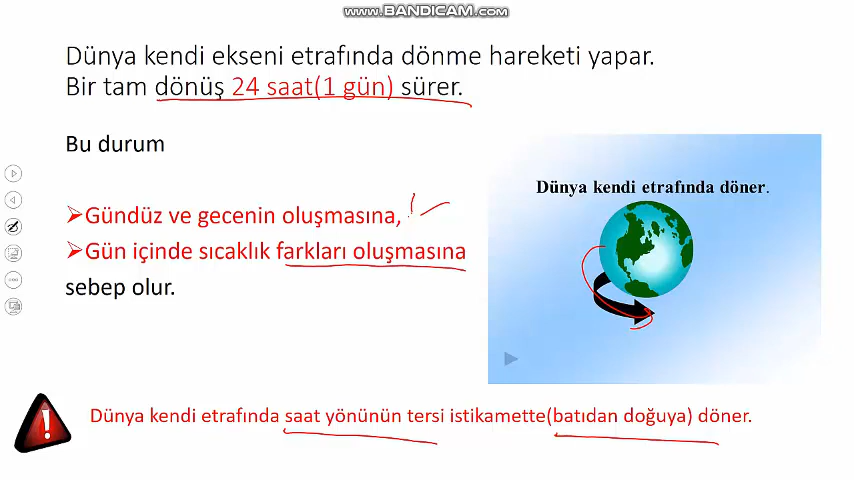 www.BANDICAM.com
Dünya kendi ekseni etrafında dönme hareketi yapar.
Bir tam dönüş 24 saat(1 gün) sürer.
Bu durum
Dünya kendi etrafında döner.
➢Gündüz ve gecenin oluşmasına,
➢Gün içinde sıcaklık farkları oluşmasına
sebep olur.
Dünya kendi etrafında saat yönünün tersi istikamette(batıdan doğuya) döner.